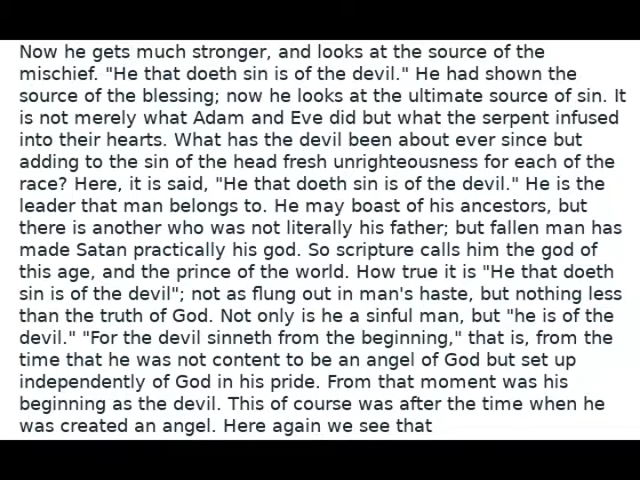 Now he gets much stronger, and looks at the source of the
mischief. "He that doeth sin is of the devil." He had shown the
source of the blessing; now he looks at the ultimate source of sin. It
is not merely what Adam and Eve did but what the serpent infused
into their hearts. What has the devil been about ever since but
adding to the sin of the head fresh unrighteousness for each of the
race? Here, it is said, "He that doeth sin is of the devil." He is the
leader that man belongs to. He may boast of his ancestors, but
there is another who was not literally his father; but fallen man has
made Satan practically his god. So scripture calls him the god of
this age, and the prince of the world. How true it is "He that doeth
sin is of the devil"; not as flung out in man's haste, but nothing less
than the truth of God. Not only is he a sinful man, but "he is of the
devil." "For the devil sinneth from the beginning," that is, from the
time that he was not content to be an angel of God but set up
independently of God in his pride. From that moment was his
beginning as the devil. This of course was after the time when he
was created an angel. Here again we see that